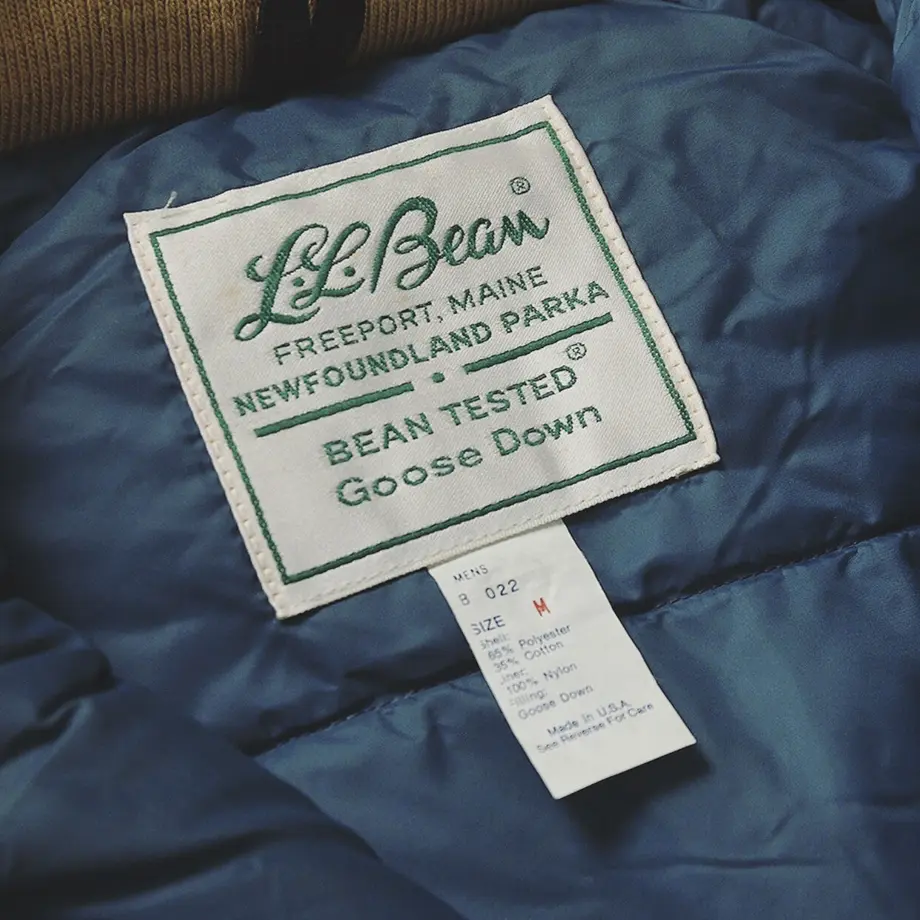 L.L.Bean®
FREEPORT, MAINE
NEWFOUNDLAND PARKA
BEAN TESTED®
Goose Down
MENS
B 022
SIZE M
Shell:
65% Polyester
35% Cotton
Liner:
100% Nylon
Filling:
Goose Down
Made in U.S.A.
See Reverse For Care